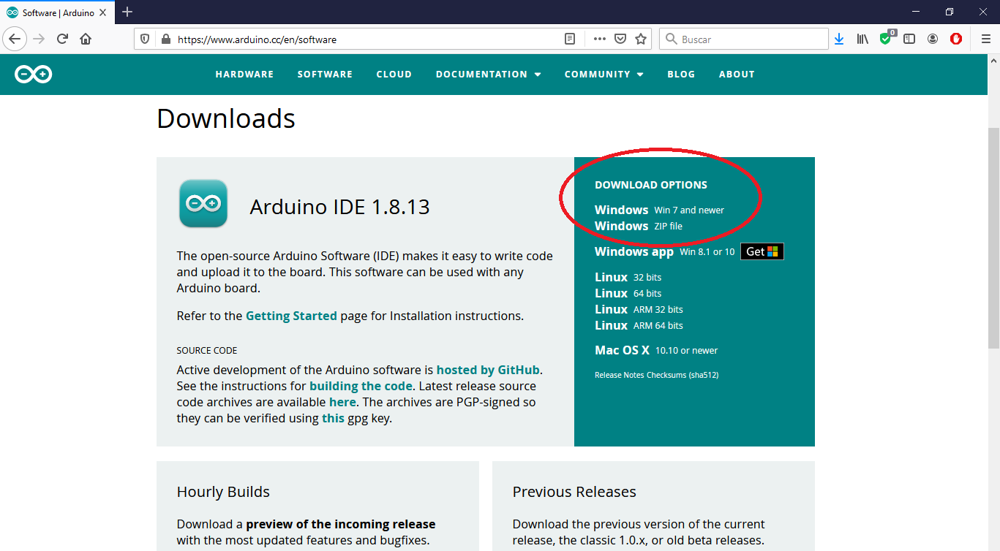 Software | Arduino
https://www.arduino.cc/en/software
Buscar
0
HARDWARE SOFTWARE CLOUD DOCUMENTATION COMMUNITY BLOG ABOUT
Downloads
Arduino IDE 1.8.13
The open-source Arduino Software (IDE) makes it easy to write code
and upload it to the board. This software can be used with any
Arduino board.
Refer to the Getting Started page for Installation instructions.
SOURCE CODE
Active development of the Arduino software is hosted by GitHub.
See the instructions for building the code. Latest release source
code archives are available here. The archives are PGP-signed so
they can be verified using this gpg key.
DOWNLOAD OPTIONS
Windows Win 7 and newer
Windows ZIP file
Windows app Win 8.1 or 10 Get
Linux 32 bits
Linux 64 bits
Linux ARM 32 bits
Linux ARM 64 bits
Mac OS X 10.10 or newer
Release Notes Checksums (sha512)
Hourly Builds
Download a preview of the incoming release
with the most updated features and bugfixes.
Previous Releases
Download the previous version of the current
release, the classic 1.0.x, or old beta releases.